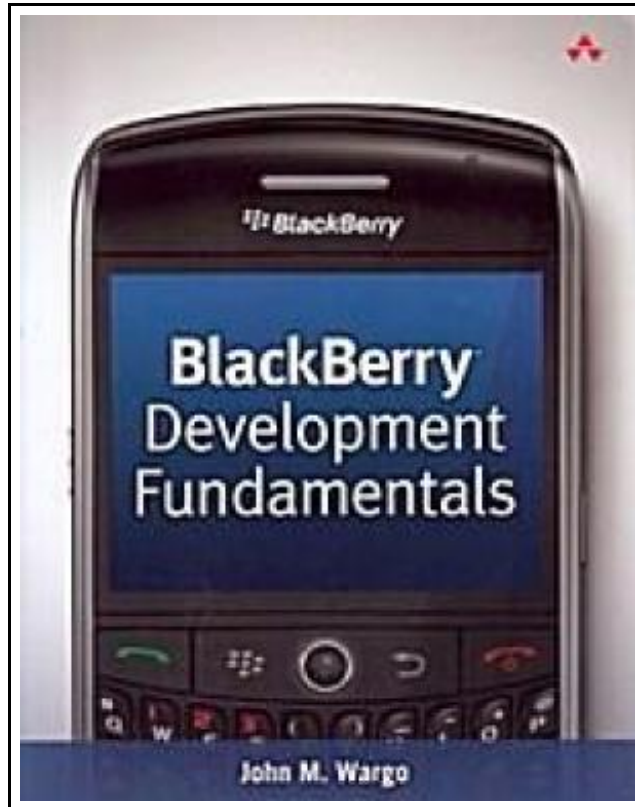 BlackBerry
BlackBerry
Development
Fundamentals
Q W
O P
John M. Wargo